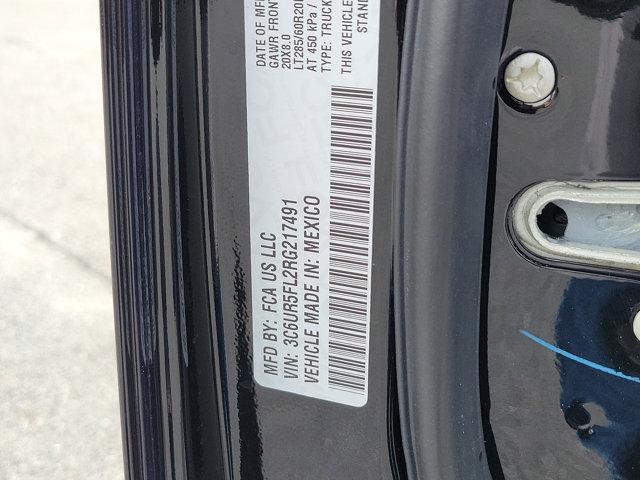 DATE OF MFR
GAWR FRONT
20X8.0
LT285/60R20
AT 450 kPa /
TYPE: TRUCK
THIS VEHICLE
STAND
MFD BY: FCA US LLC
VIN: 3C6UR5FL2RG217491
VEHICLE MADE IN: MEXICO